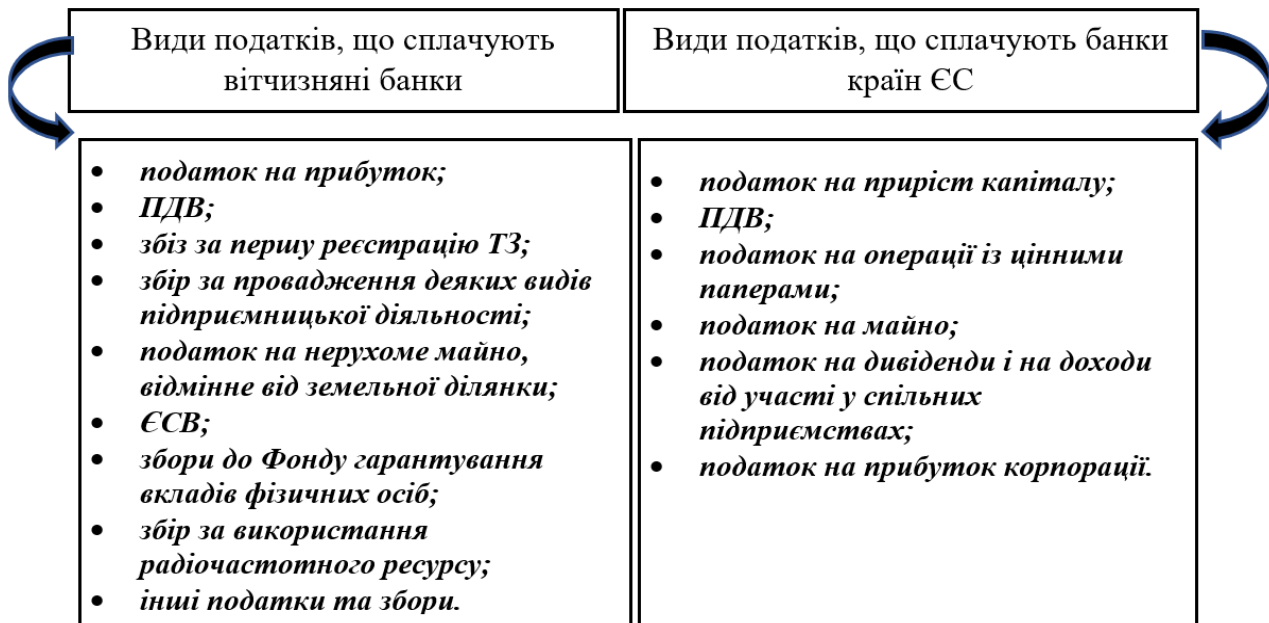 Види податків, що сплачують
вітчизняні банки
Види податків, що сплачують банки
країн ЄС
• податок на прибуток;
• ПДВ;
• збіз за першу реєстрацію ТЗ;
• збір за провадження деяких видів
підприємницької діяльності;
• податок на нерухоме майно,
відмінне від земельної ділянки;
• ЄСВ;
• збори до Фонду гарантування
вкладів фізичних осіб;
• збір за використання
радіочастотного ресурсу;
• інші податки та збори.
• податок на приріст капіталу;
• ПДВ;
• податок на операції із цінними
паперами;
• податок на майно;
• податок на дивіденди і на доходи
від участі у спільних
підприємствах;
• податок на прибуток корпорації.